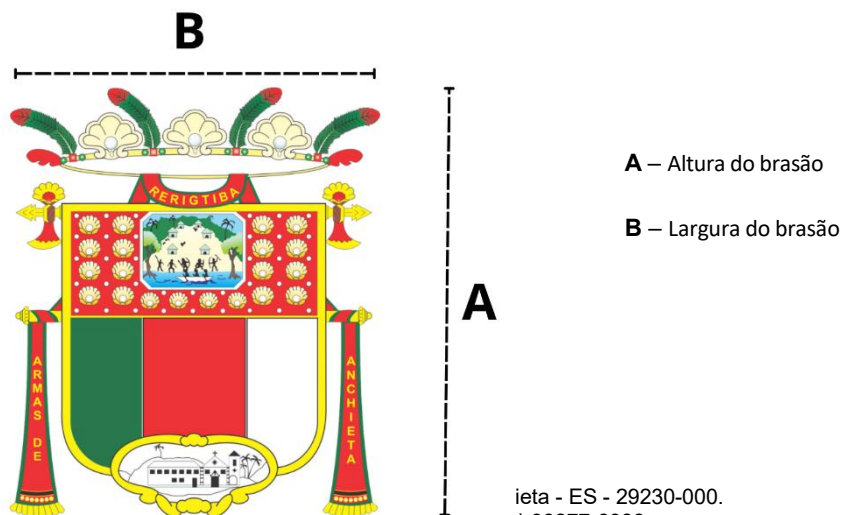 B
A – Altura do brasão
RERIGTIBA
B – Largura do brasão
A
ARMAS DE
ANCHIETA
ieta - ES - 29230-000.